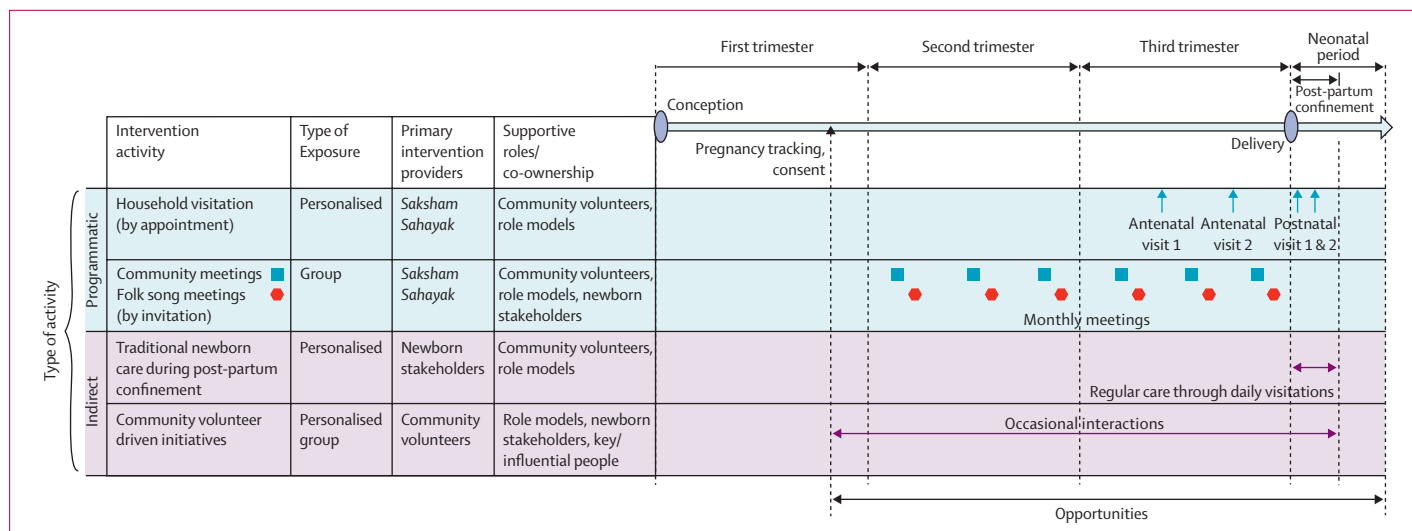 First trimester
Second trimester
Third trimester
Neonatal
period
Post-partum
confinement
Conception
Pregnancy tracking,
consent
Delivery
Intervention
activity
Type of
Exposure
Primary
intervention
providers
Supportive
roles/
co-ownership
Type of activity
Programmatic
Household visitation
(by appointment)
Personalised
Saksham
Sahayak
Community volunteers,
role models
Antenatal
visit 1
Antenatal
visit 2
Postnatal
visit 1 & 2
Community meetings
Folk song meetings
(by invitation)
Group
Saksham
Sahayak
Community volunteers,
role models, newborn
stakeholders
Monthly meetings
Indirect
Traditional newborn
care during post-partum
confinement
Personalised
Newborn
stakeholders
Community volunteers,
role models
Regular care through daily visitations
Community volunteer
driven initiatives
Personalised
group
Community
volunteers
Role models, newborn
stakeholders, key/
influential people
Occasional interactions
Opportunities